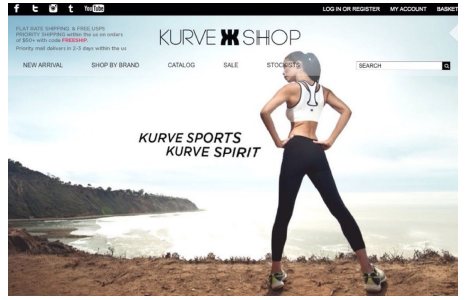 f t t You Tube
LOG IN OR REGISTER MY ACCOUNT BASKET
FLAT RATE SHIPPING & FREE USPS
PRIORITY SHIPPING within the us on orders
of $50+ with code FREESHIP.
Priority mail delivers in 2-3 days within the us
KURVE SHOP
NEW ARRIVAL SHOP BY BRAND CATALOG SALE STOCKISTS SEARCH
KURVE SPORTS
KURVE SPIRIT